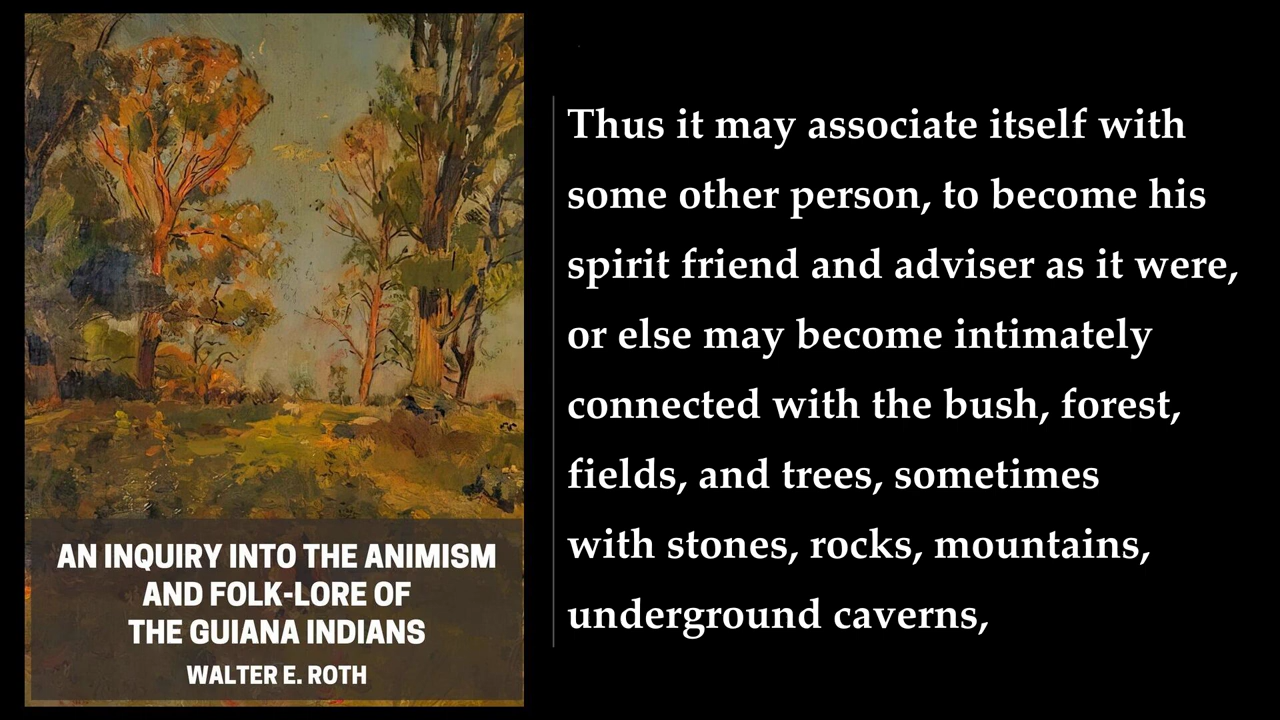 AN INQUIRY INTO THE ANIMISM
AND FOLK-LORE OF
THE GUIANA INDIANS
WALTER E. ROTH
Thus it may associate itself with
some other person, to become his
spirit friend and adviser as it were,
or else may become intimately
connected with the bush, forest,
fields, and trees, sometimes
with stones, rocks, mountains,
underground caverns,